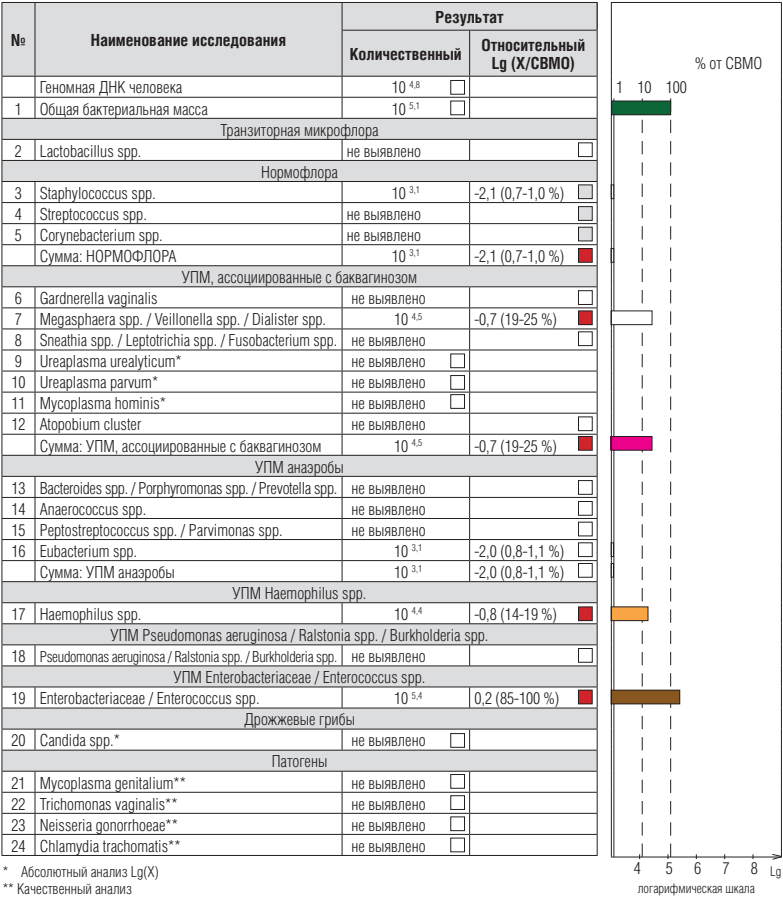 № Наименование исследования Результат
Количественный Относительный Lg (X/СВМО)
Геномная ДНК человека 10 4,8
1 Общая бактериальная масса 10 5,1
Транзиторная микрофлора
2 Lactobacillus spp. не выявлено
Нормофлора
3 Staphylococcus spp. 10 3,1 -2,1 (0,7-1,0 %)
4 Streptococcus spp. не выявлено
5 Corynebacterium spp. не выявлено
Сумма: НОРМОФЛОРА 10 3,1 -2,1 (0,7-1,0 %)
УПМ, ассоциированные с баквагинозом
6 Gardnerella vaginalis не выявлено
7 Megasphaera spp. / Veillonella spp. / Dialister spp. 10 4,5 -0,7 (19-25 %)
8 Sneathia spp. / Leptotrichia spp. / Fusobacterium spp. не выявлено
9 Ureaplasma urealyticum* не выявлено
10 Ureaplasma parvum* не выявлено
11 Mycoplasma hominis* не выявлено
12 Atopobium cluster не выявлено
Сумма: УПМ, ассоциированные с баквагинозом 10 4,5 -0,7 (19-25 %)
УПМ анаэробы
13 Bacteroides spp. / Porphyromonas spp. / Prevotella spp. не выявлено
14 Anaerococcus spp. не выявлено
15 Peptostreptococcus spp. / Parvimonas spp. не выявлено
16 Eubacterium spp. 10 3,1 -2,0 (0,8-1,1 %)
Сумма: УПМ анаэробы 10 3,1 -2,0 (0,8-1,1 %)
УПМ Haemophilus spp.
17 Haemophilus spp. 10 4,4 -0,8 (14-19 %)
УПМ Pseudomonas aeruginosa / Ralstonia spp. / Burkholderia spp.
18 Pseudomonas aeruginosa / Ralstonia spp. / Burkholderia spp. не выявлено
УПМ Enterobacteriaceae / Enterococcus spp.
19 Enterobacteriaceae / Enterococcus spp. 10 5,4 0,2 (85-100 %)
Дрожжевые грибы
20 Candida spp.* не выявлено
Патогены
21 Mycoplasma genitalium** не выявлено
22 Trichomonas vaginalis** не выявлено
23 Neisseria gonorrhoeae** не выявлено
24 Chlamydia trachomatis** не выявлено
* Абсолютный анализ Lg(X)
** Качественный анализ
% от СВМО
1 10 100
4 5 6 7 8 Lg
логарифмическая шкала